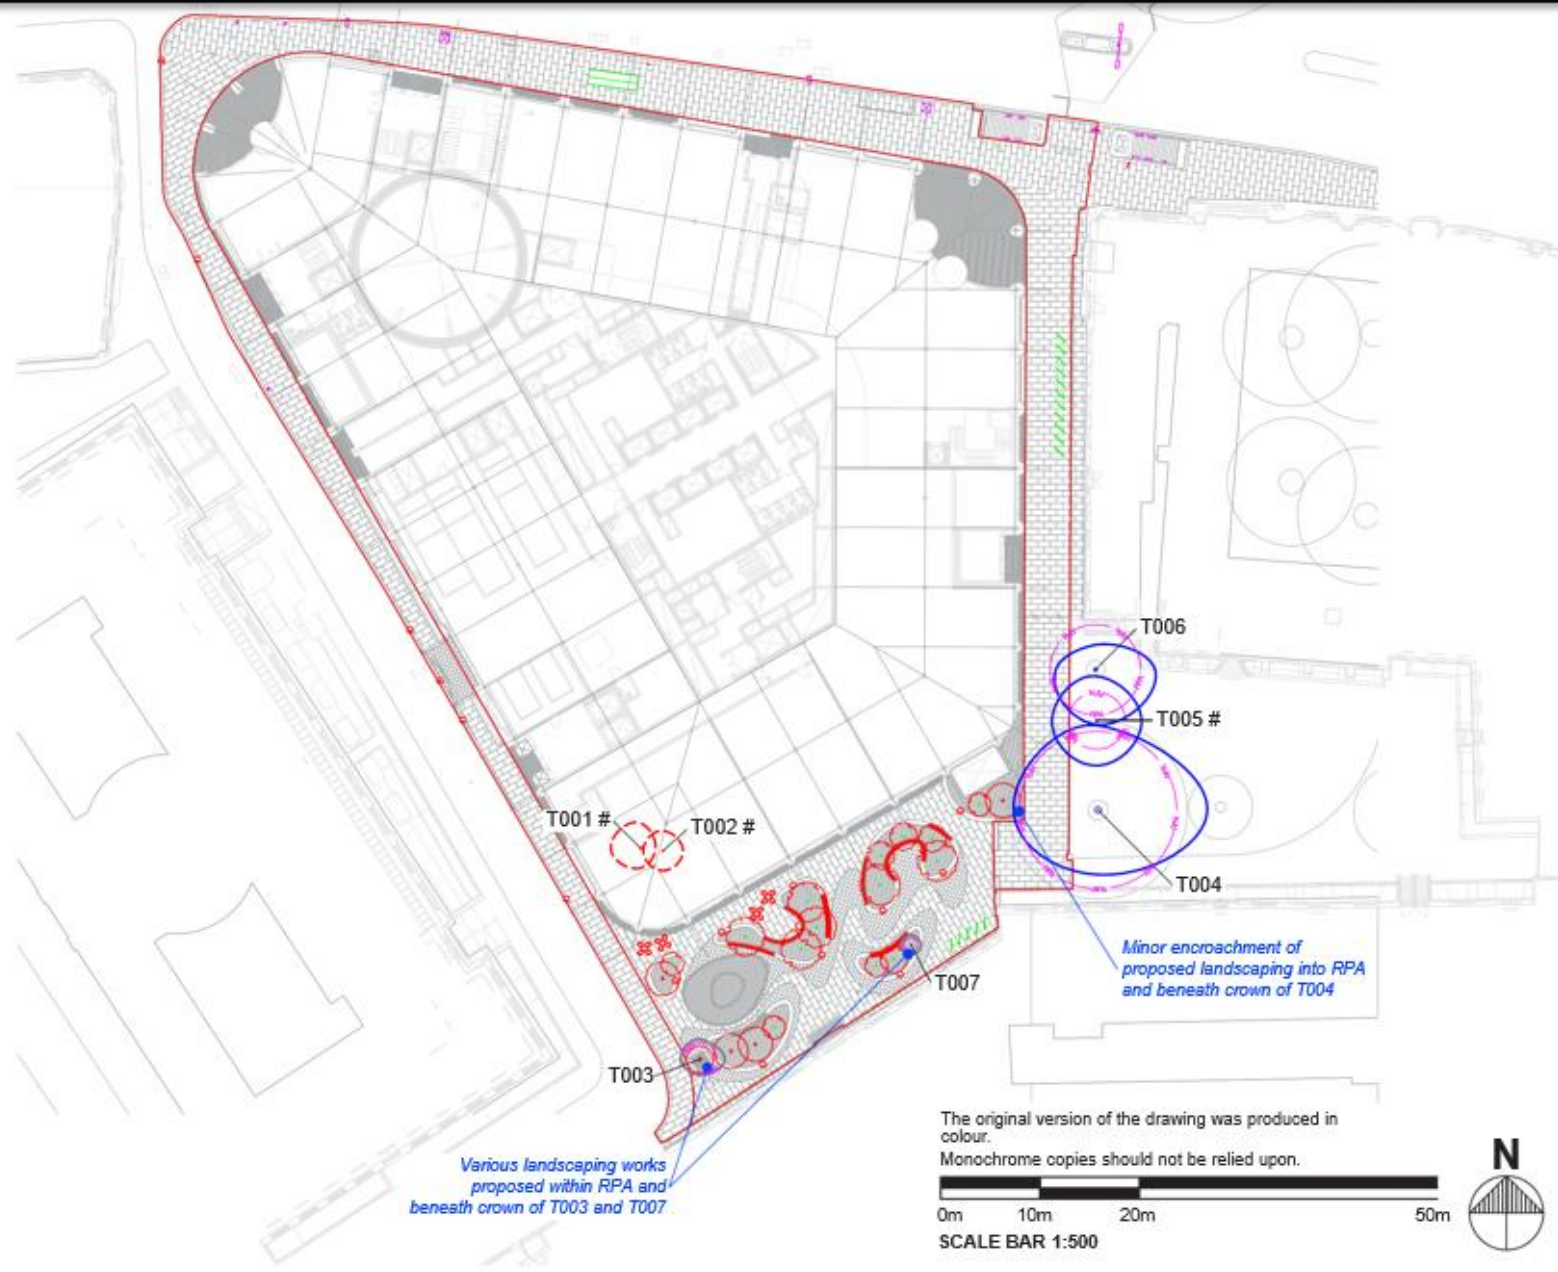 T006
T005 #
T001 #
T002 #
T004
Minor encroachment of
proposed landscaping into RPA
and beneath crown of T004
T007
T003
The original version of the drawing was produced in
colour.
Monochrome copies should not be relied upon.
N
Various landscaping works
proposed within RPA and
beneath crown of T003 and T007
0m 10m 20m 50m
SCALE BAR 1:500